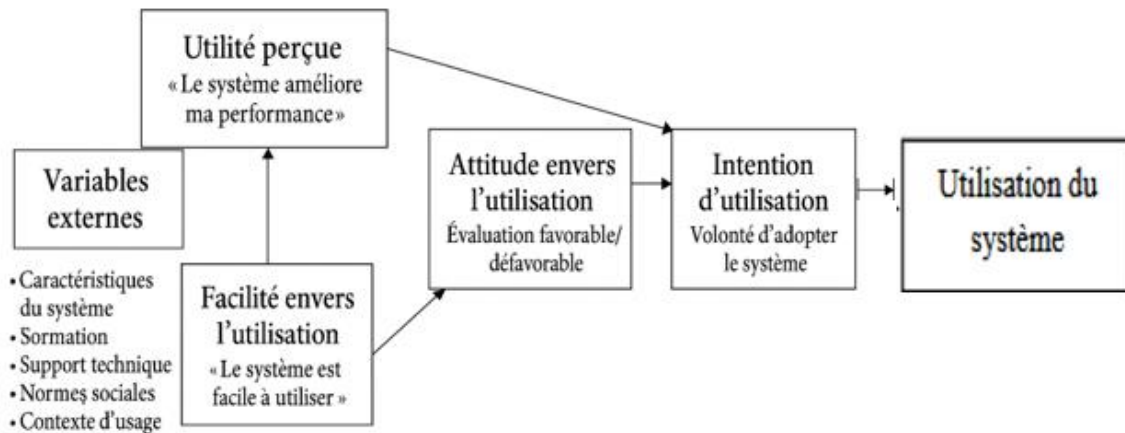 Utilité perçue
« Le système améliore
ma performance »
Variables
externes
• Caractéristiques
du système
• Sormation
• Support technique
• Normes sociales
• Contexte d'usage
Facilité envers
l'utilisation
« Le système est
facile à utiliser »
Attitude envers
l'utilisation
Évaluation favorable/
défavorable
Intention
d'utilisation
Volonté d'adopter
le système
Utilisation du
système